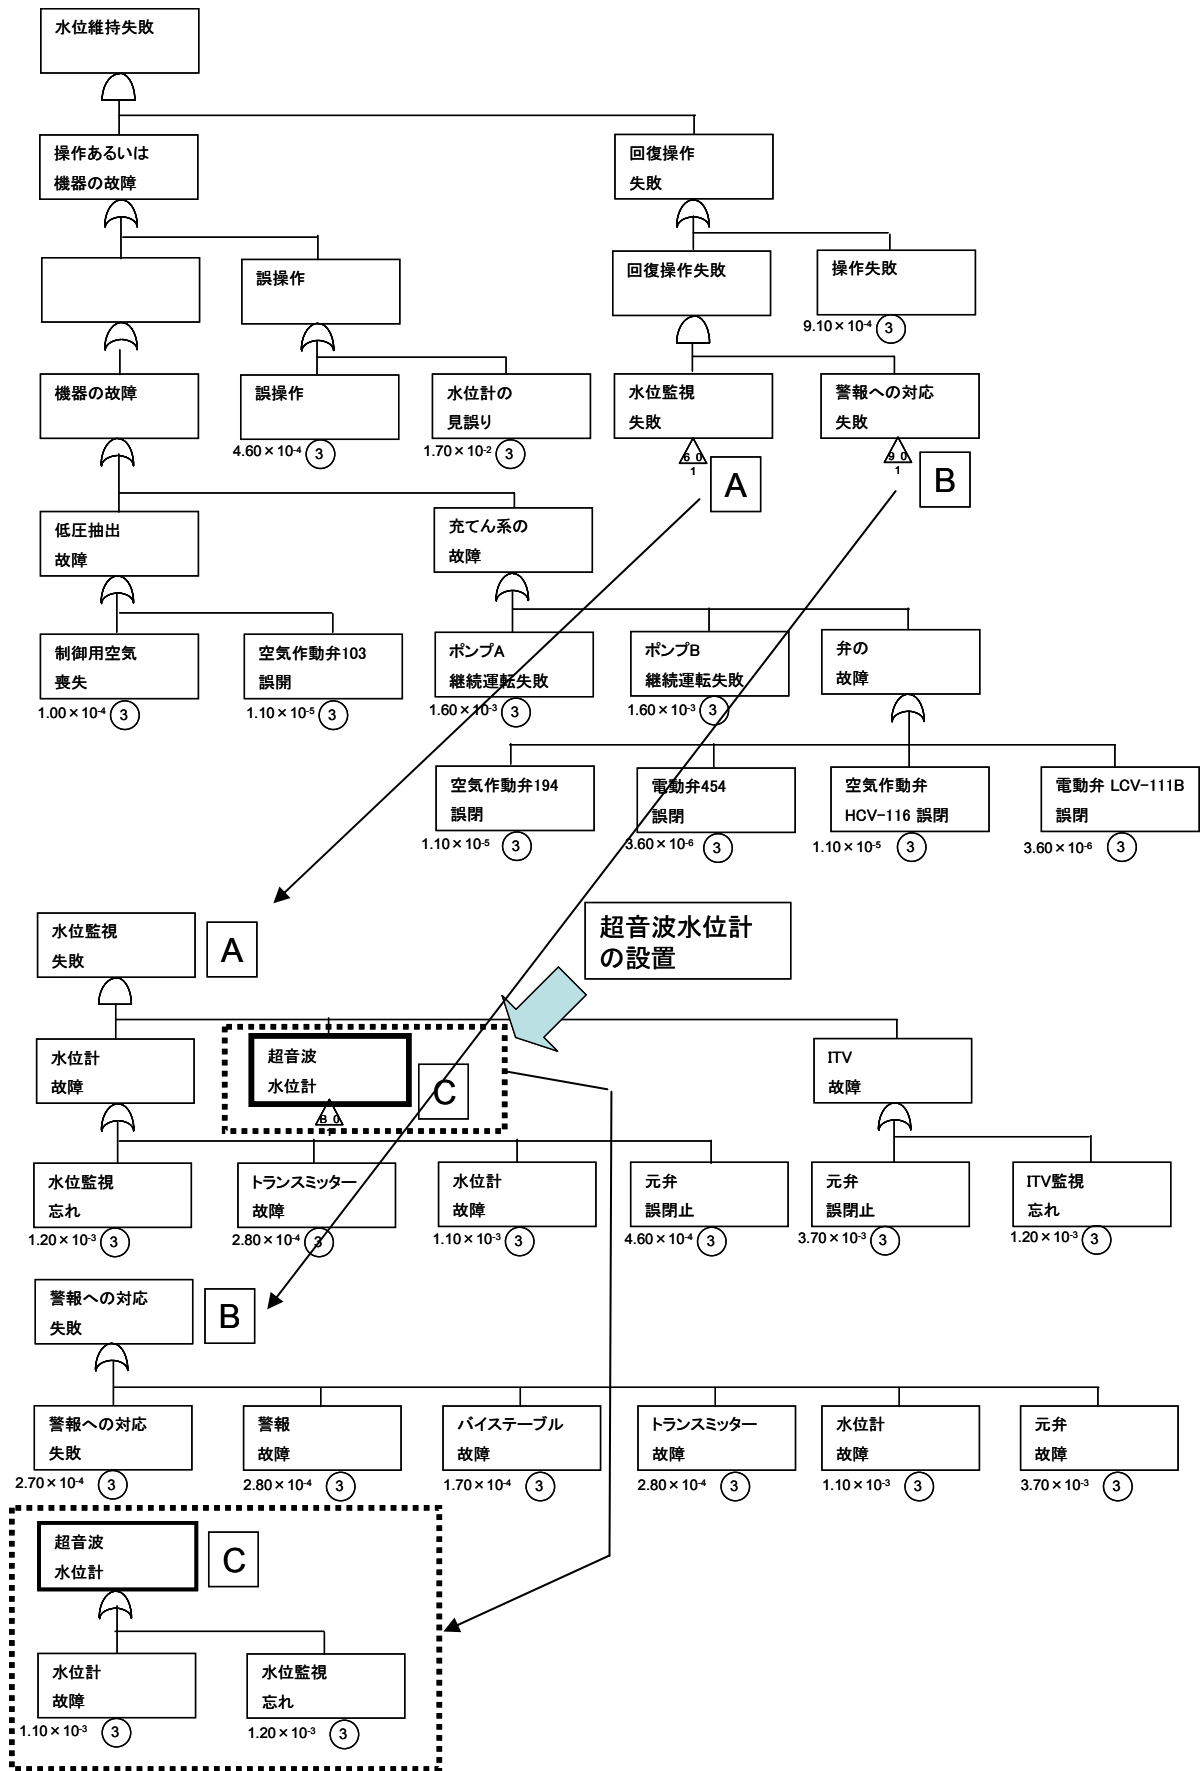 水位維持失敗
操作あるいは
機器の故障
回復操作
失敗
誤操作
回復操作失敗
操作失敗
9.10×10-4
3
機器の故障
誤操作
4.60×10-4
3
水位計の
見誤り
1.70×10-2
3
水位監視
失敗
6 0
1
A
警報への対応
失敗
9 0
1
B
低圧抽出
故障
充てん系の
故障
制御用空気
喪失
1.00×10-4
3
空気作動弁103
誤開
1.10×10-5
3
ポンプA
継続運転失敗
1.60×10-3
3
ポンプB
継続運転失敗
1.60×10-3
3
弁の
故障
空気作動弁194
誤閉
1.10×10-5
3
電動弁454
誤閉
3.60×10-6
3
空気作動弁
HCV-116 誤閉
1.10×10-5
3
電動弁 LCV-111B
誤閉
3.60×10-6
3
水位監視
失敗
A
超音波水位計
の設置
水位計
故障
超音波
水位計
B 0
1
C
ITV
故障
水位監視
忘れ
1.20×10-3
3
トランスミッター
故障
2.80×10-4
3
水位計
故障
1.10×10-3
3
元弁
誤閉止
4.60×10-4
3
元弁
誤閉止
3.70×10-3
3
ITV監視
忘れ
1.20×10-3
3
警報への対応
失敗
B
警報への対応
失敗
2.70×10-4
3
警報
故障
2.80×10-4
3
バイステーブル
故障
1.70×10-4
3
トランスミッター
故障
2.80×10-4
3
水位計
故障
1.10×10-3
3
元弁
故障
3.70×10-3
3
超音波
水位計
C
水位計
故障
1.10×10-3
3
水位監視
忘れ
1.20×10-3
3